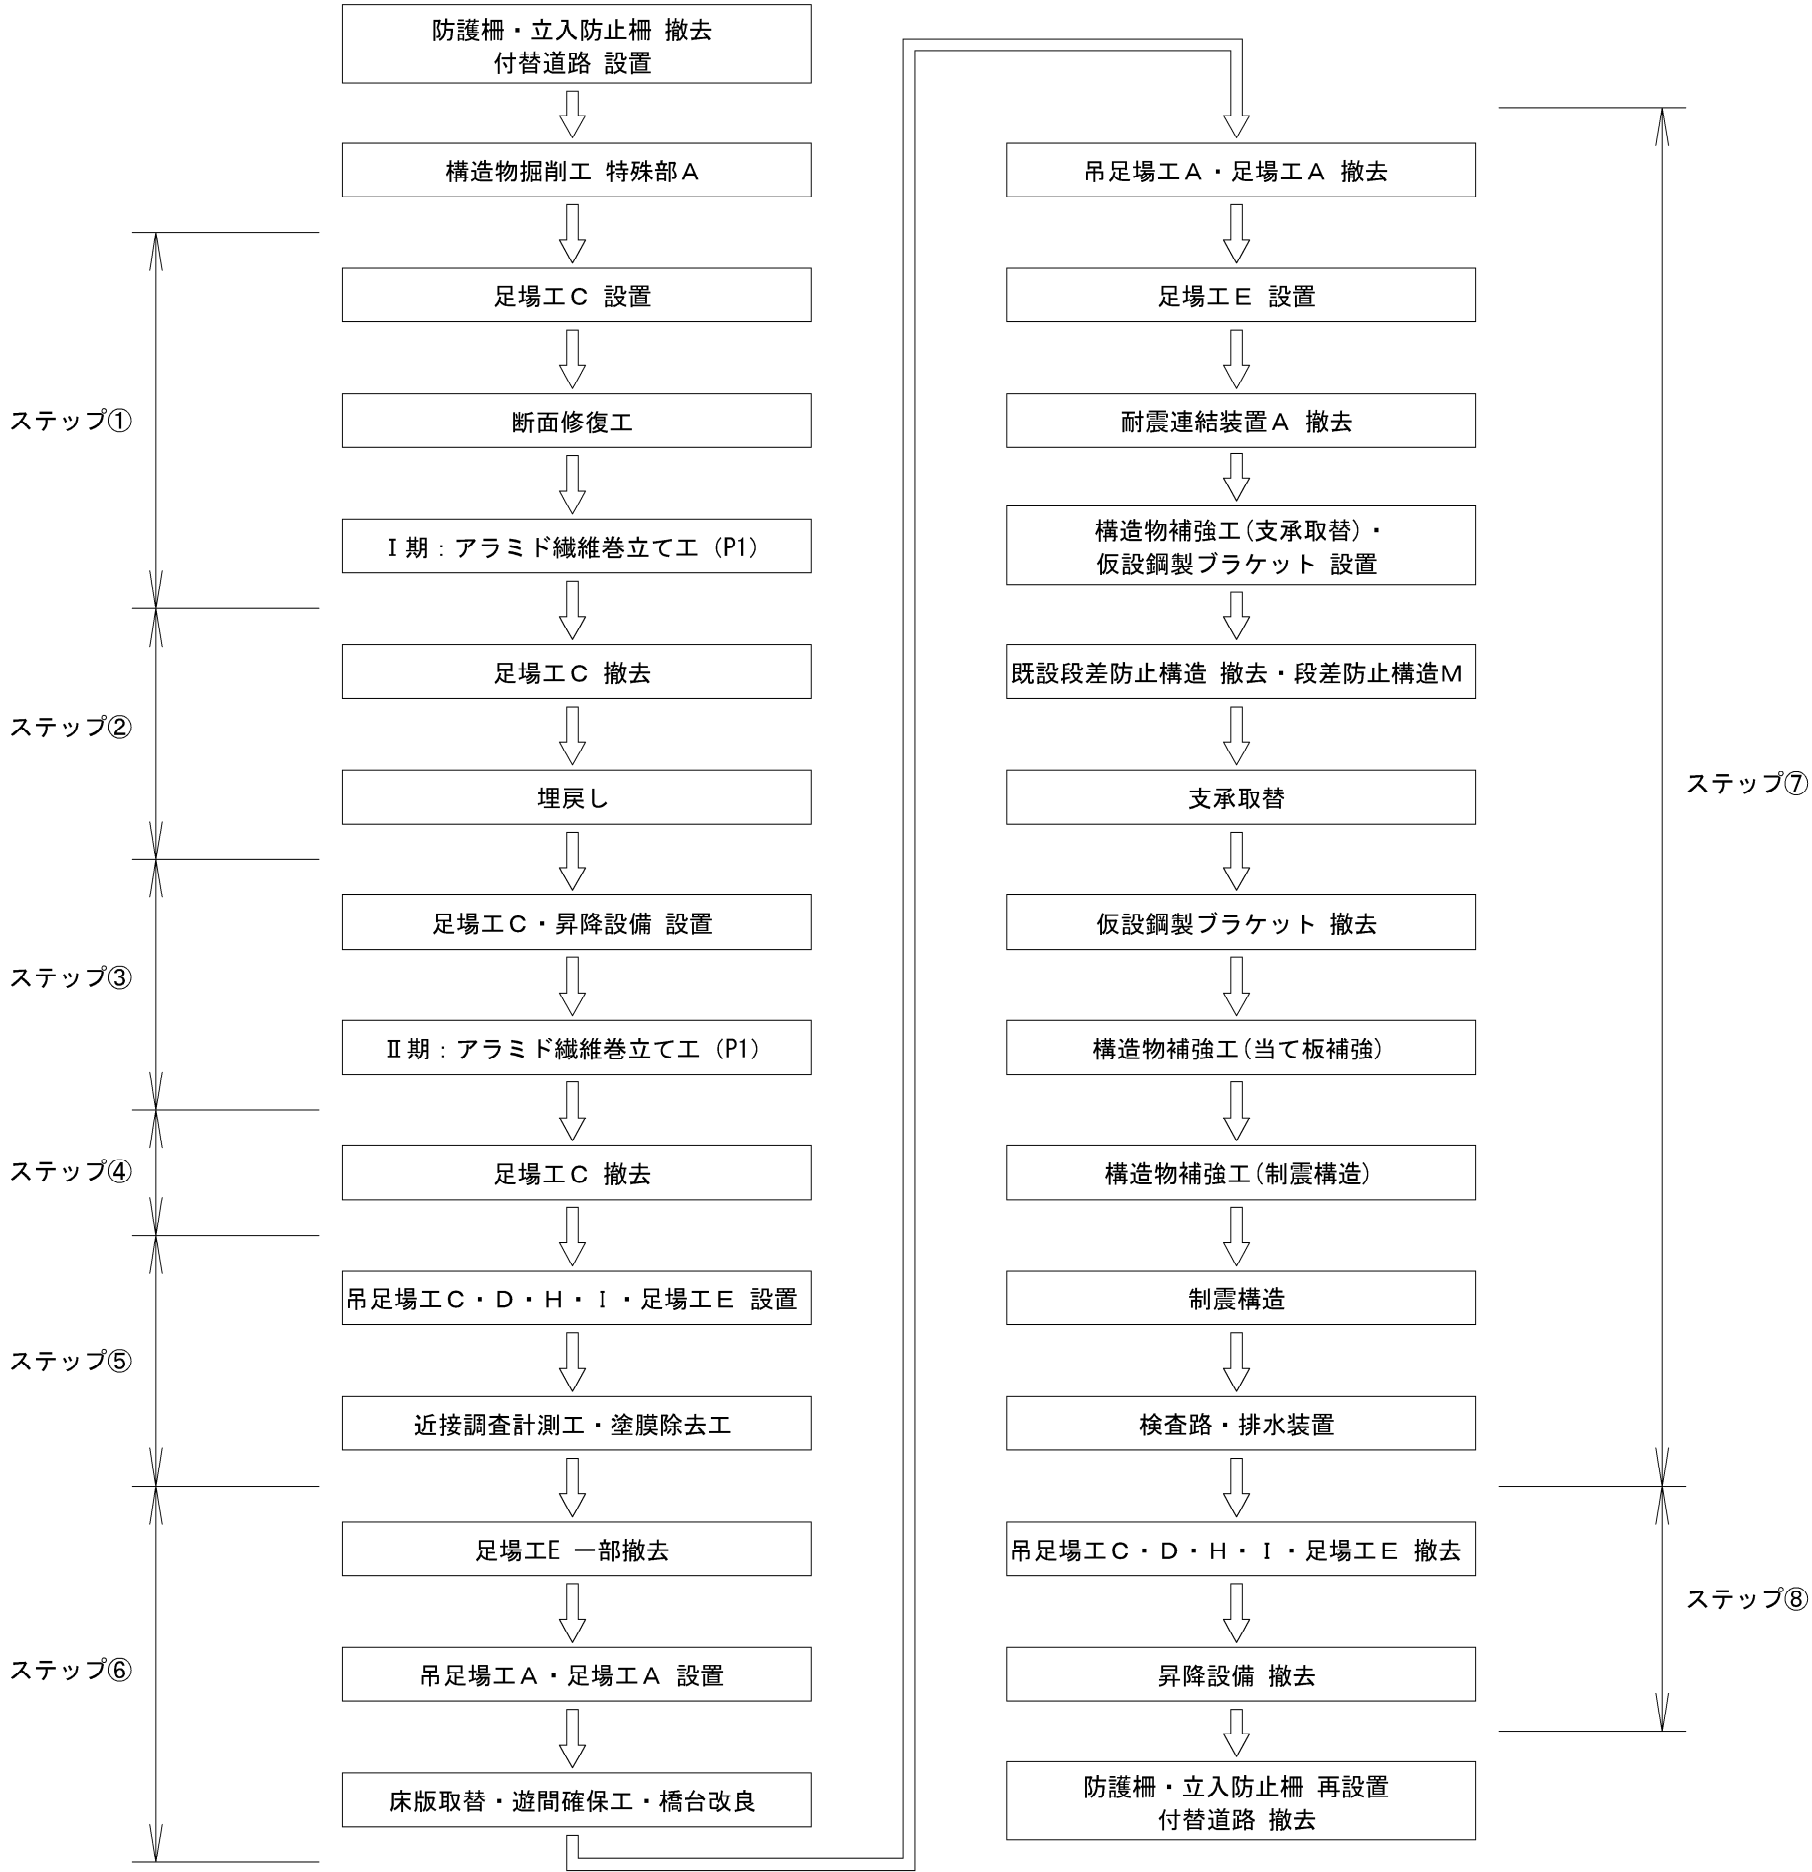 防護柵・立入防止柵 撤去
付替道路 設置
構造物掘削工 特殊部Ａ
ステップ①
足場工Ｃ 設置
断面修復工
Ⅰ期：アラミド繊維巻立て工（P1）
ステップ②
足場工Ｃ 撤去
埋戻し
ステップ③
足場工Ｃ・昇降設備 設置
Ⅱ期：アラミド繊維巻立て工（P1）
ステップ④
足場工Ｃ 撤去
ステップ⑤
吊足場工Ｃ・Ｄ・Ｈ・Ｉ・足場工Ｅ 設置
近接調査計測工・塗膜除去工
ステップ⑥
足場工E 一部撤去
吊足場工Ａ・足場工Ａ 設置
床版取替・遊間確保工・橋台改良
ステップ⑦
吊足場工Ａ・足場工Ａ 撤去
足場工Ｅ 設置
耐震連結装置Ａ 撤去
構造物補強工（支承取替）・
仮設鋼製ブラケット 設置
既設段差防止構造 撤去・段差防止構造Ｍ
支承取替
仮設鋼製ブラケット 撤去
構造物補強工（当て板補強）
構造物補強工（制震構造）
制震構造
検査路・排水装置
ステップ⑧
吊足場工Ｃ・Ｄ・Ｈ・Ｉ・足場工Ｅ 撤去
昇降設備 撤去
防護柵・立入防止柵 再設置
付替道路 撤去